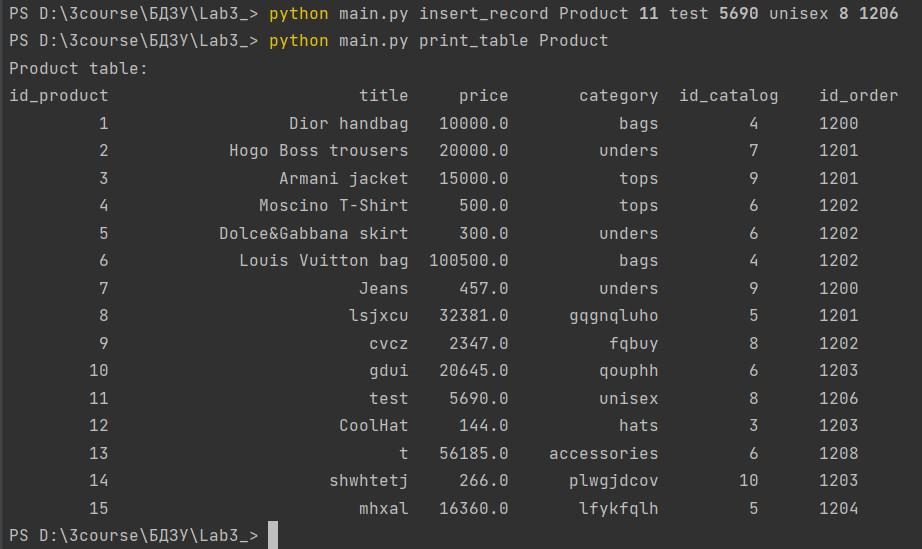 PS D:\3course\БДЗУ\Lab3_> python main.py insert_record Product 11 test 5690 unisex 8 1206
PS D:\3course\БДЗУ\Lab3_> python main.py print_table Product
Product table:
id_product title price category id_catalog id_order
1 Dior handbag 10000.0 bags 4 1200
2 Hogo Boss trousers 20000.0 unders 7 1201
3 Armani jacket 15000.0 tops 9 1201
4 Moscino T-Shirt 500.0 tops 6 1202
5 Dolce&Gabbana skirt 300.0 unders 6 1202
6 Louis Vuitton bag 100500.0 bags 4 1202
7 Jeans 457.0 unders 9 1200
8 lsjxcu 32381.0 gqgnqluho 5 1201
9 cvcz 2347.0 fqbuy 8 1202
10 gdui 20645.0 qouphh 6 1203
11 test 5690.0 unisex 8 1206
12 CoolHat 144.0 hats 3 1203
13 t 56185.0 accessories 6 1208
14 shwhtetj 266.0 plwgjdcov 10 1203
15 mhxal 16360.0 lfykfqlh 5 1204
PS D:\3course\БДЗУ\Lab3_>